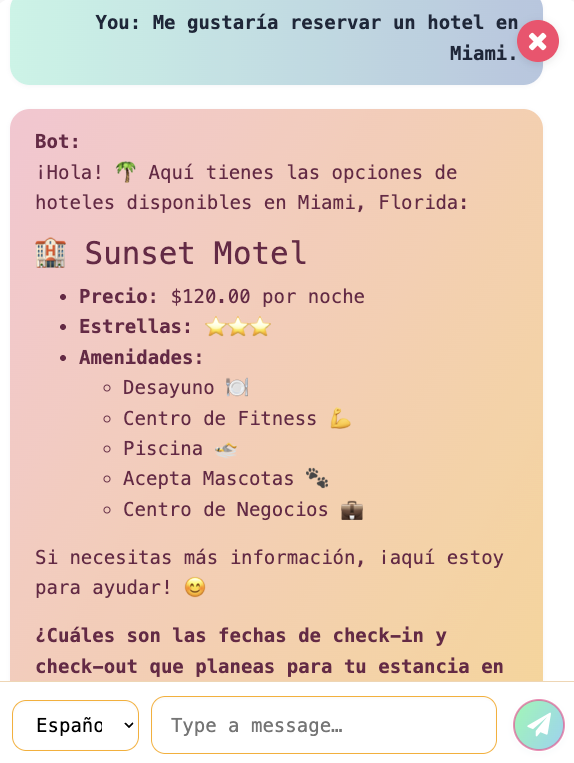 You: Me gustaría reservar un hotel en
Miami.
Bot:
¡Hola! 🌴 Aquí tienes las opciones de
hoteles disponibles en Miami, Florida:
🏨 Sunset Motel
• Precio: $120.00 por noche
• Estrellas: ⭐⭐⭐
• Amenidades:
◦ Desayuno 🍽️
◦ Centro de Fitness 💪
◦ Piscina 🏊
◦ Acepta Mascotas 🐾
◦ Centro de Negocios 💼
Si necesitas más información, ¡aquí estoy
para ayudar! 😊
¿Cuáles son las fechas de check-in y
check-out que planeas para tu estancia en
Españo
Type a message…